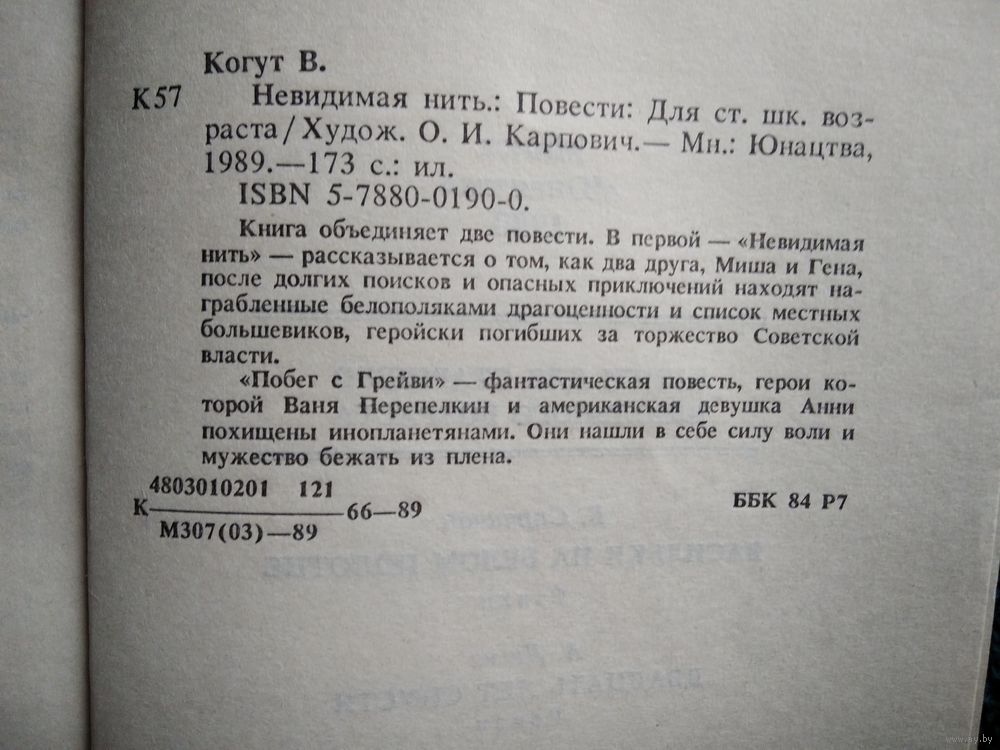 Когут В.
К57
Невидимая нить.: Повести: Для ст. шк. воз-
раста/Худож. О. И. Карпович.— Мн.: Юнацтва,
1989.—173 с.: ил.
ISBN 5-7880-0190-0.
Книга объединяет две повести. В первой — «Невидимая
нить» — рассказывается о том, как два друга, Миша и Гена,
после долгих поисков и опасных приключений находят на-
грабленные белополяками драгоценности и список местных
большевиков, геройски погибших за торжество Советской
власти.
«Побег с Грейви» — фантастическая повесть, герои ко-
торой Ваня Перепелкин и американская девушка Анни
похищены инопланетянами. Они нашли в себе силу воли и
мужество бежать из плена.
4803010201 121
К 66—89
М307(03)—89
ББК 84 Р7
www.ay.by